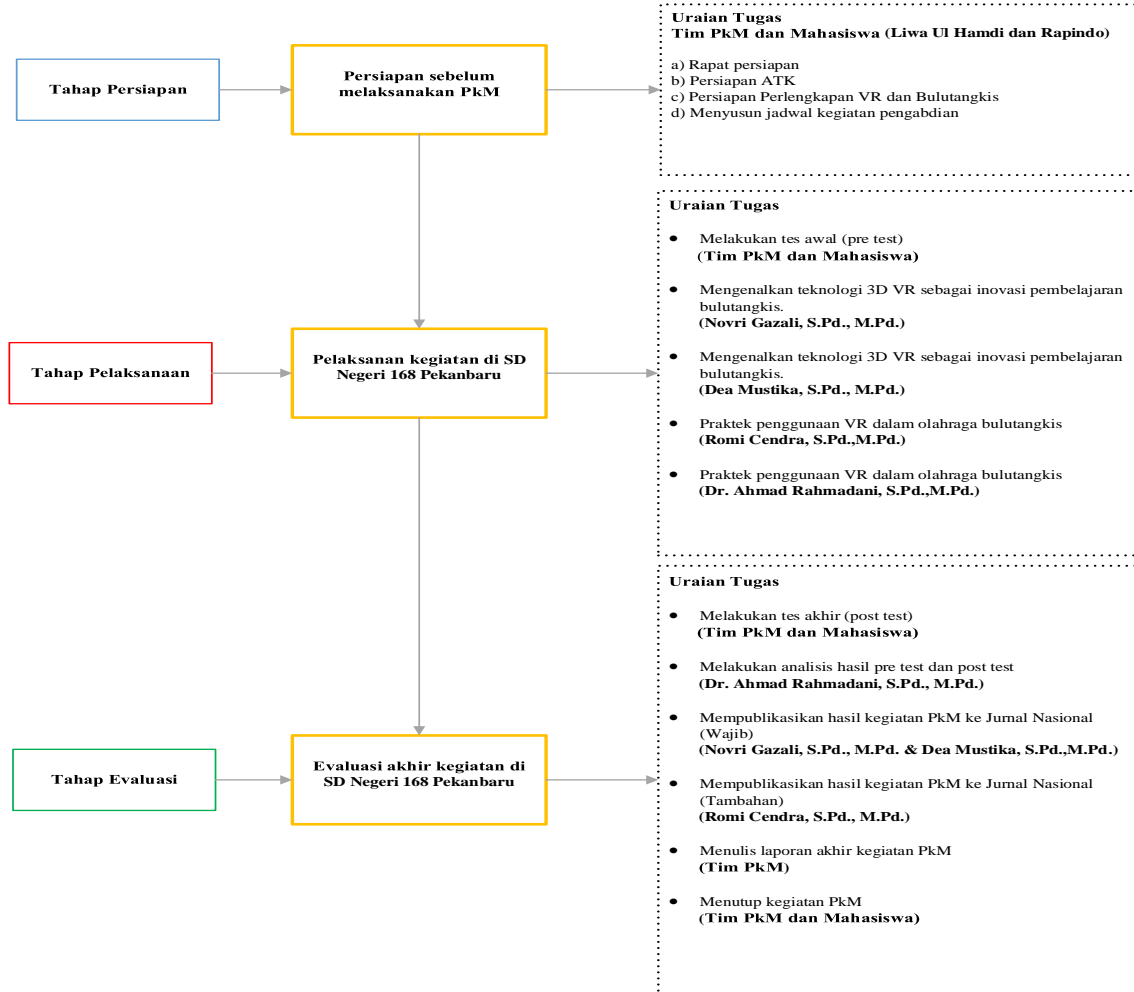 Uraian Tugas
Tim PkM dan Mahasiswa (Liwa Ul Hamdi dan Rapindo)
a) Rapat persiapan
b) Persiapan ATK
c) Persiapan Perlengkapan VR dan Bulutangkis
d) Menyusun jadwal kegiatan pengabdian
Tahap Persiapan
Persiapan sebelum
melaksanakan PkM
Uraian Tugas
• Melakukan tes awal (pre test)
(Tim PkM dan Mahasiswa)
• Mengenalkan teknologi 3D VR sebagai inovasi pembelajaran
bulutangkis.
(Novri Gazali, S.Pd., M.Pd.)
• Mengenalkan teknologi 3D VR sebagai inovasi pembelajaran
bulutangkis.
(Dea Mustika, S.Pd., M.Pd.)
• Praktek penggunaan VR dalam olahraga bulutangkis
(Romi Cendra, S.Pd.,M.Pd.)
• Praktek penggunaan VR dalam olahraga bulutangkis
(Dr. Ahmad Rahmadani, S.Pd.,M.Pd.)
Tahap Pelaksanaan
Pelaksanan kegiatan di SD
Negeri 168 Pekanbaru
Uraian Tugas
• Melakukan tes akhir (post test)
(Tim PkM dan Mahasiswa)
• Melakukan analisis hasil pre test dan post test
(Dr. Ahmad Rahmadani, S.Pd., M.Pd.)
• Mempublikasikan hasil kegiatan PkM ke Jurnal Nasional
(Wajib)
(Novri Gazali, S.Pd., M.Pd. & Dea Mustika, S.Pd.,M.Pd.)
• Mempublikasikan hasil kegiatan PkM ke Jurnal Nasional
(Tambahan)
(Romi Cendra, S.Pd., M.Pd.)
• Menulis laporan akhir kegiatan PkM
(Tim PkM)
• Menutup kegiatan PkM
(Tim PkM dan Mahasiswa)
Tahap Evaluasi
Evaluasi akhir kegiatan di
SD Negeri 168 Pekanbaru